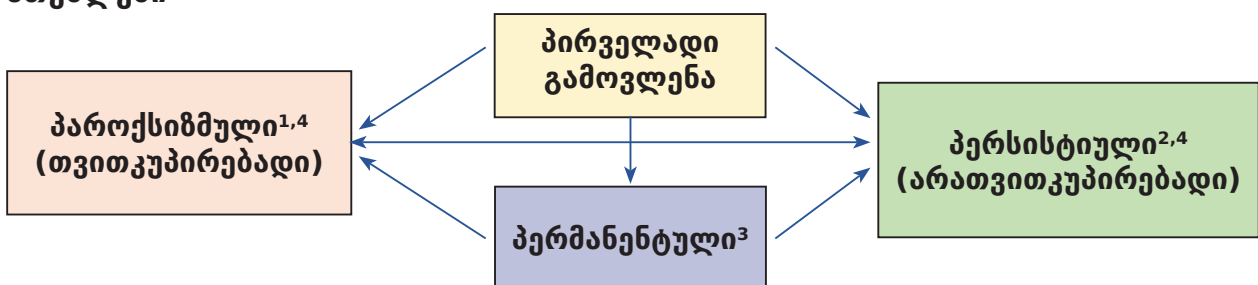 პირველადი
გამოვლენა
პაროქსიზმული¹,⁴
(თვითკუპირებადი)
პერსისტიული²,⁴
(არათვითკუპირებადი)
პერმანენტული³